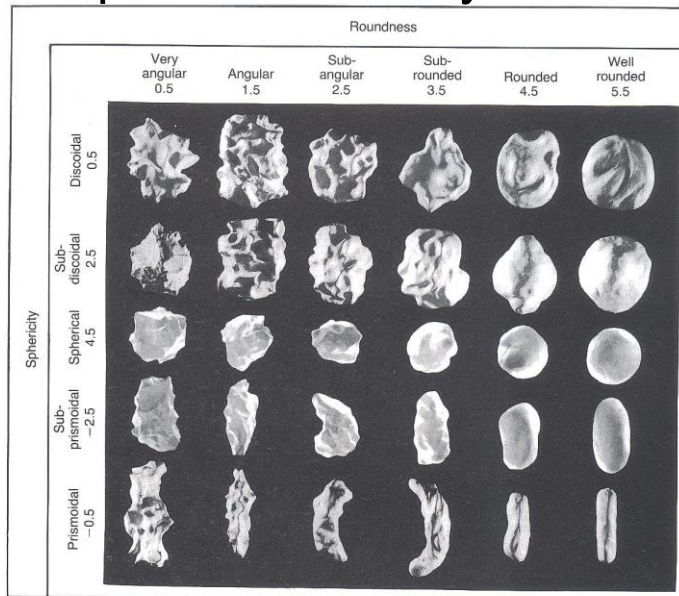 Roundness
Very
angular
0.5
Angular
1.5
Sub-
angular
2.5
Sub-
rounded
3.5
Rounded
4.5
Well
rounded
5.5
Sphericity
Discoidal
0.5
Sub-
discoidal
2.5
Spherical
4.5
Sub-
prismoidal
−2.5
Prismoidal
−0.5